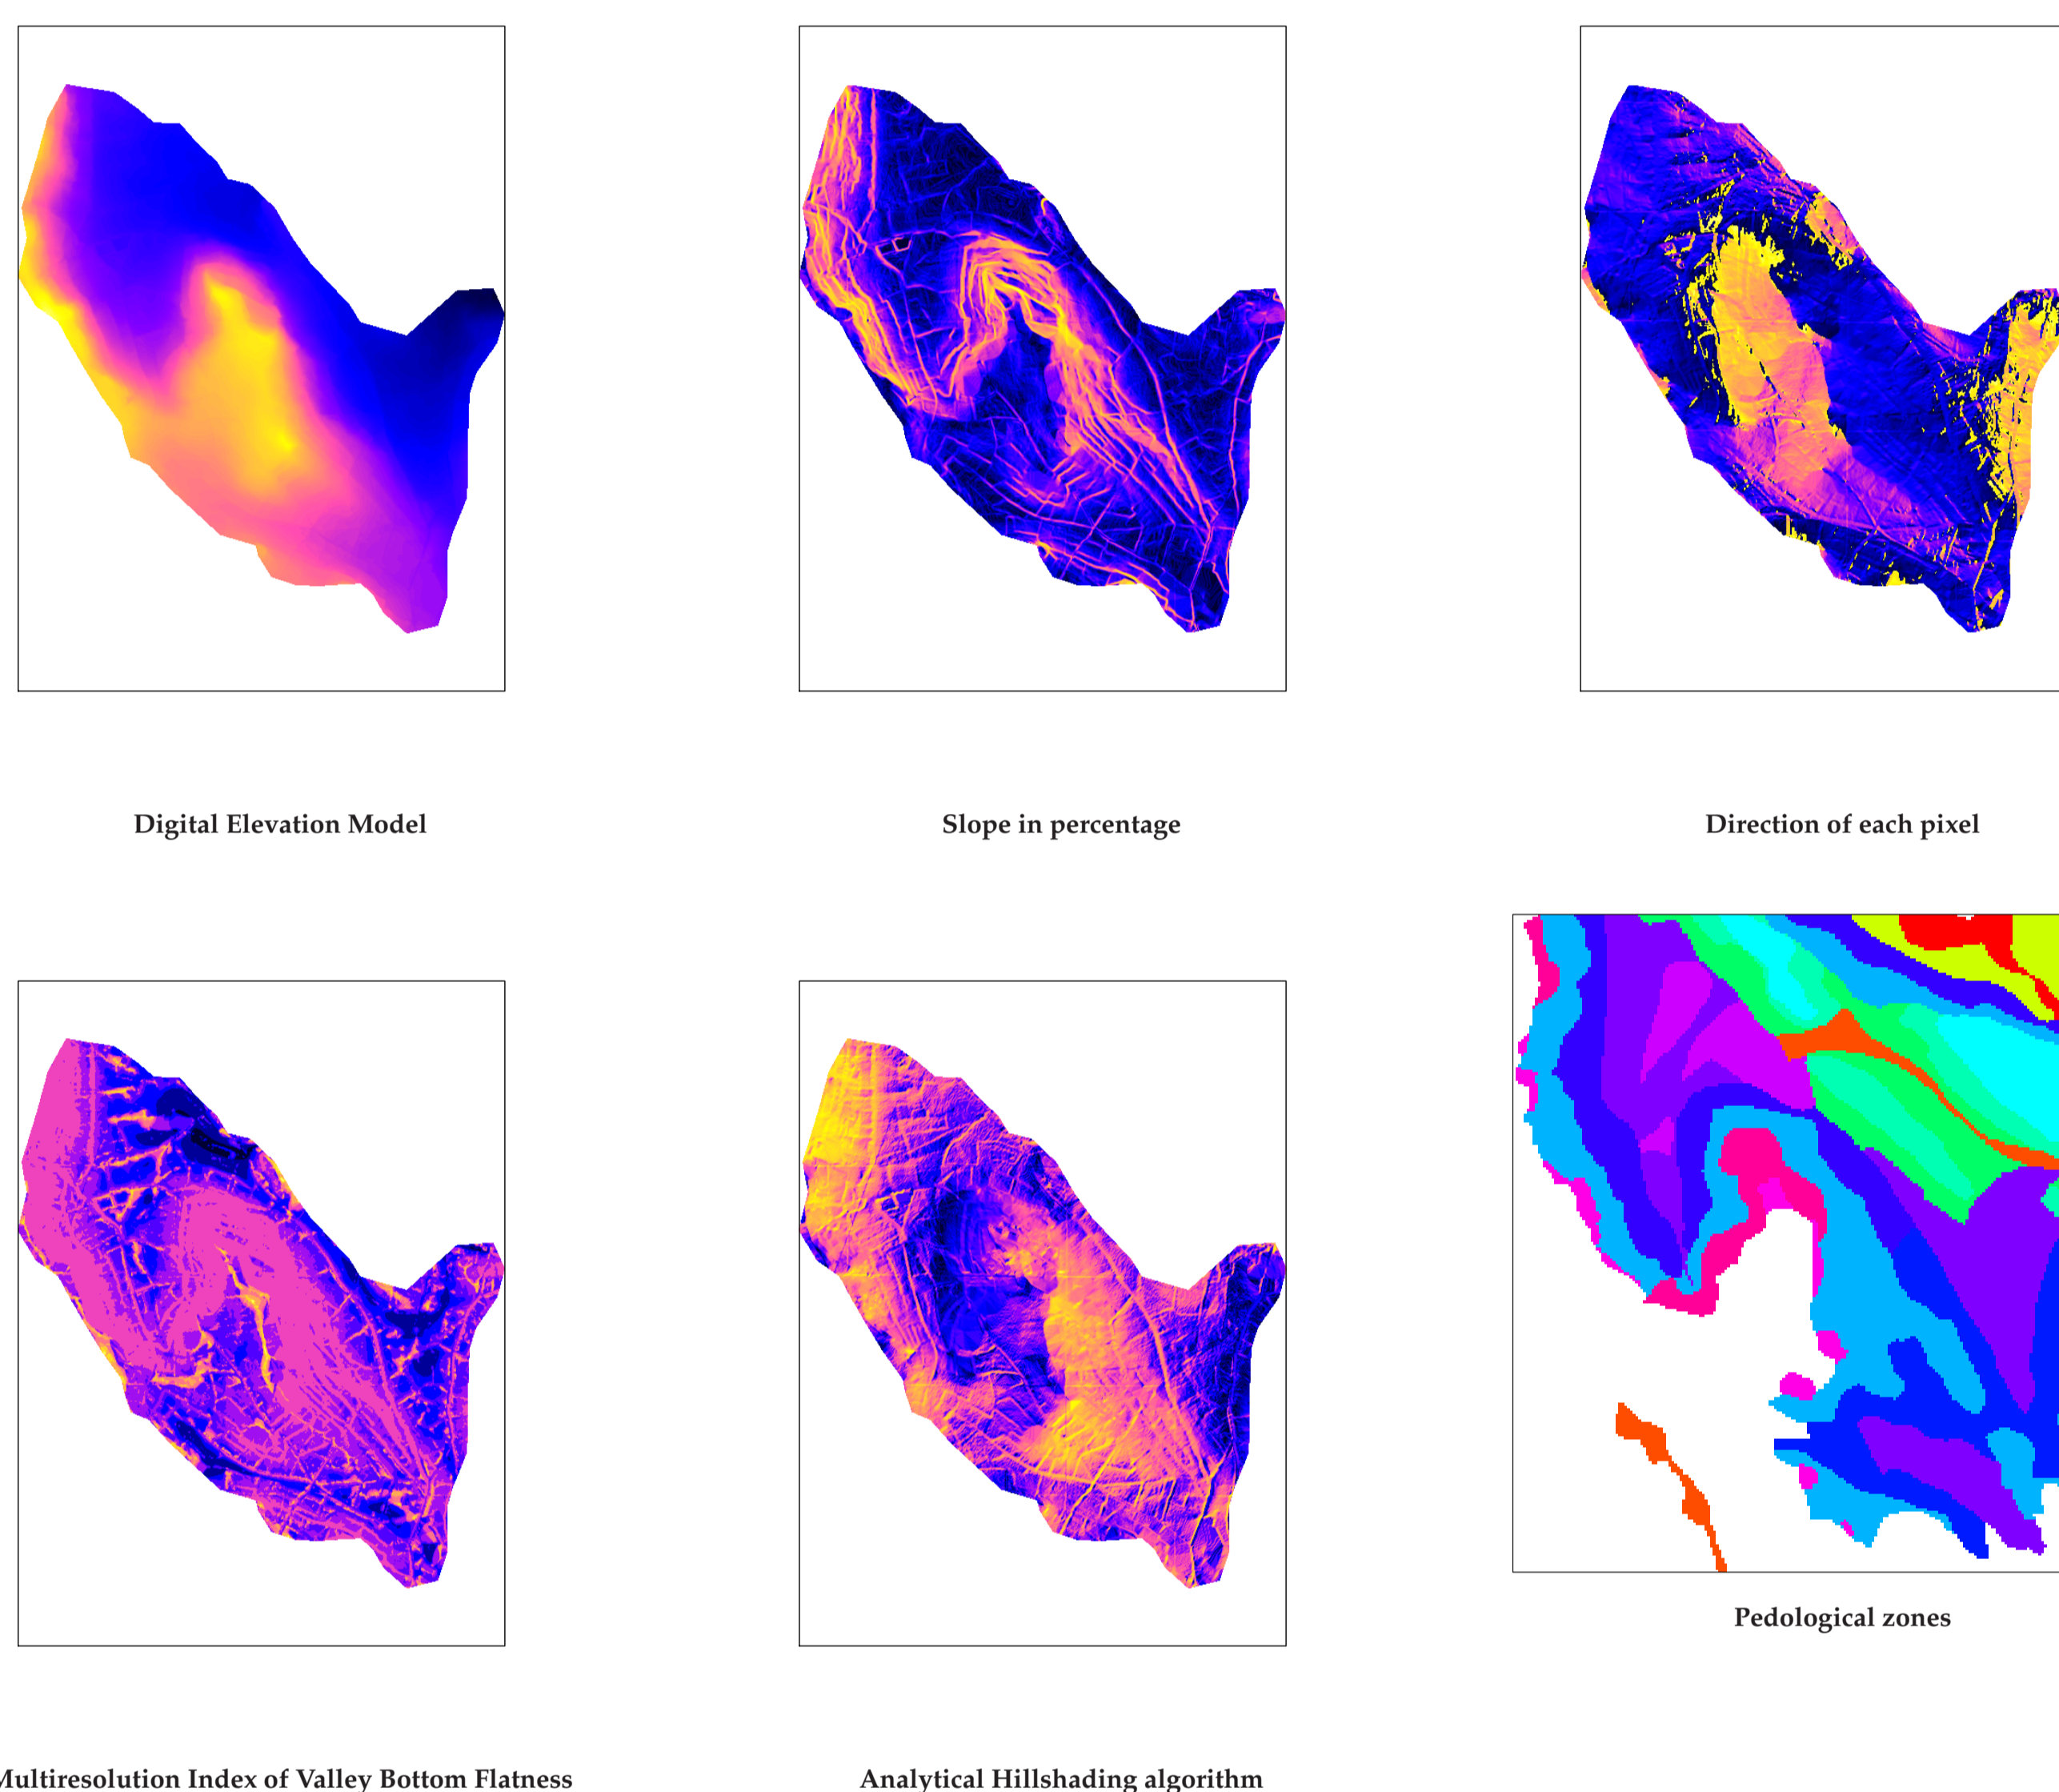 Digital Elevation Model
Slope in percentage
Direction of each pixel
Pedological zones
Multiresolution Index of Valley Bottom Flatness
Analytical Hillshading algorithm